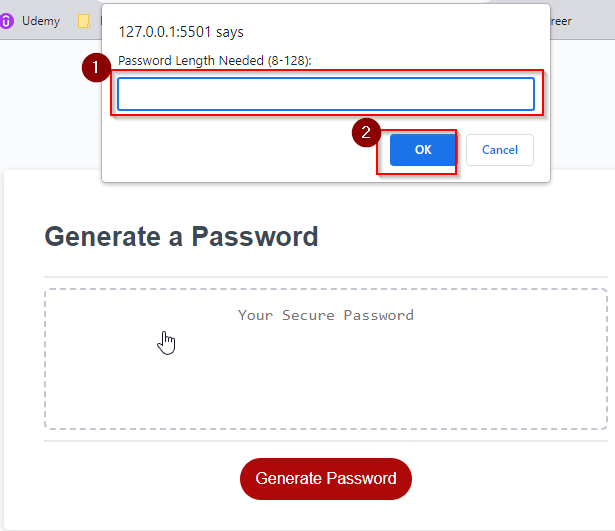 Udemy
127.0.0.1:5501 says
Password Length Needed (8-128):
1
2
OK
Cancel
Generate a Password
Your Secure Password
Generate Password